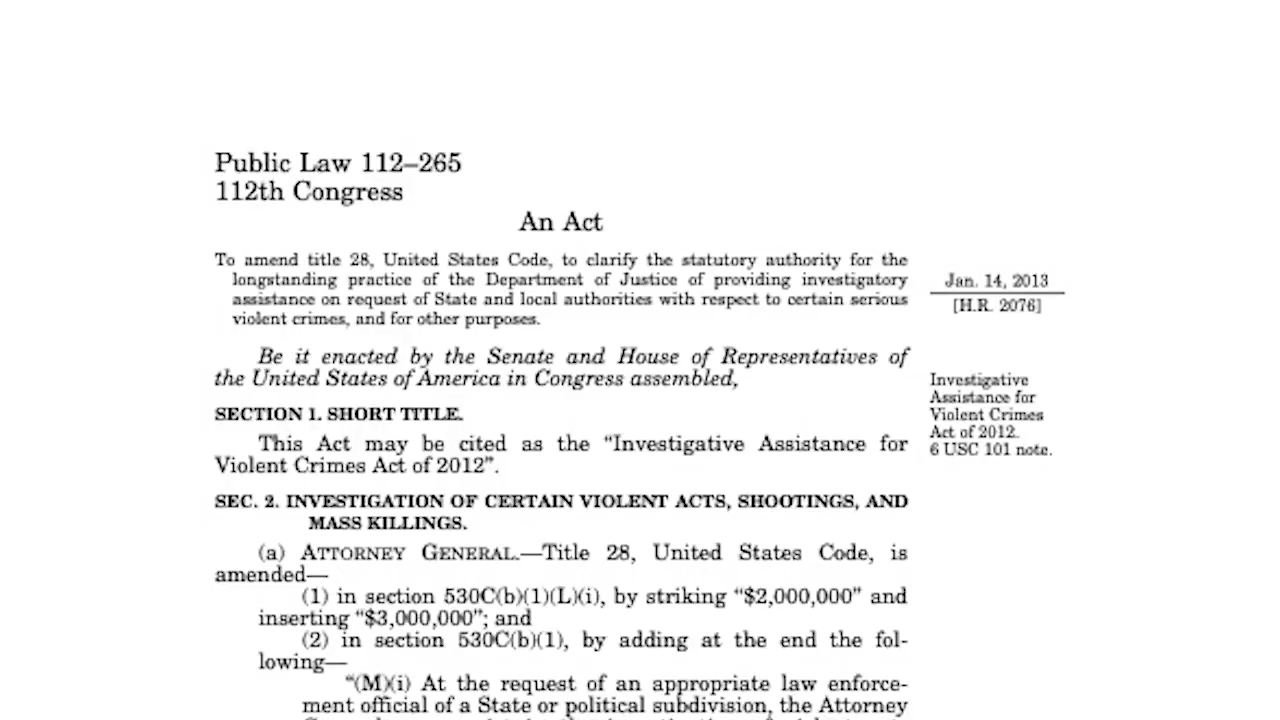 Public Law 112–265
112th Congress
An Act
To amend title 28, United States Code, to clarify the statutory authority for the
longstanding practice of the Department of Justice of providing investigatory
assistance on request of State and local authorities with respect to certain serious
violent crimes, and for other purposes.
Jan. 14, 2013
[H.R. 2076]
Be it enacted by the Senate and House of Representatives of
the United States of America in Congress assembled,
Investigative
Assistance for
Violent Crimes
Act of 2012.
6 USC 101 note.
SECTION 1. SHORT TITLE.
This Act may be cited as the “Investigative Assistance for
Violent Crimes Act of 2012”.
SEC. 2. INVESTIGATION OF CERTAIN VIOLENT ACTS, SHOOTINGS, AND
MASS KILLINGS.
(a) ATTORNEY GENERAL.—Title 28, United States Code, is
amended—
(1) in section 530C(b)(1)(L)(i), by striking “$2,000,000” and
inserting “$3,000,000”; and
(2) in section 530C(b)(1), by adding at the end the fol-
lowing—
“(M)(i) At the request of an appropriate law enforce-
ment official of a State or political subdivision, the Attorney